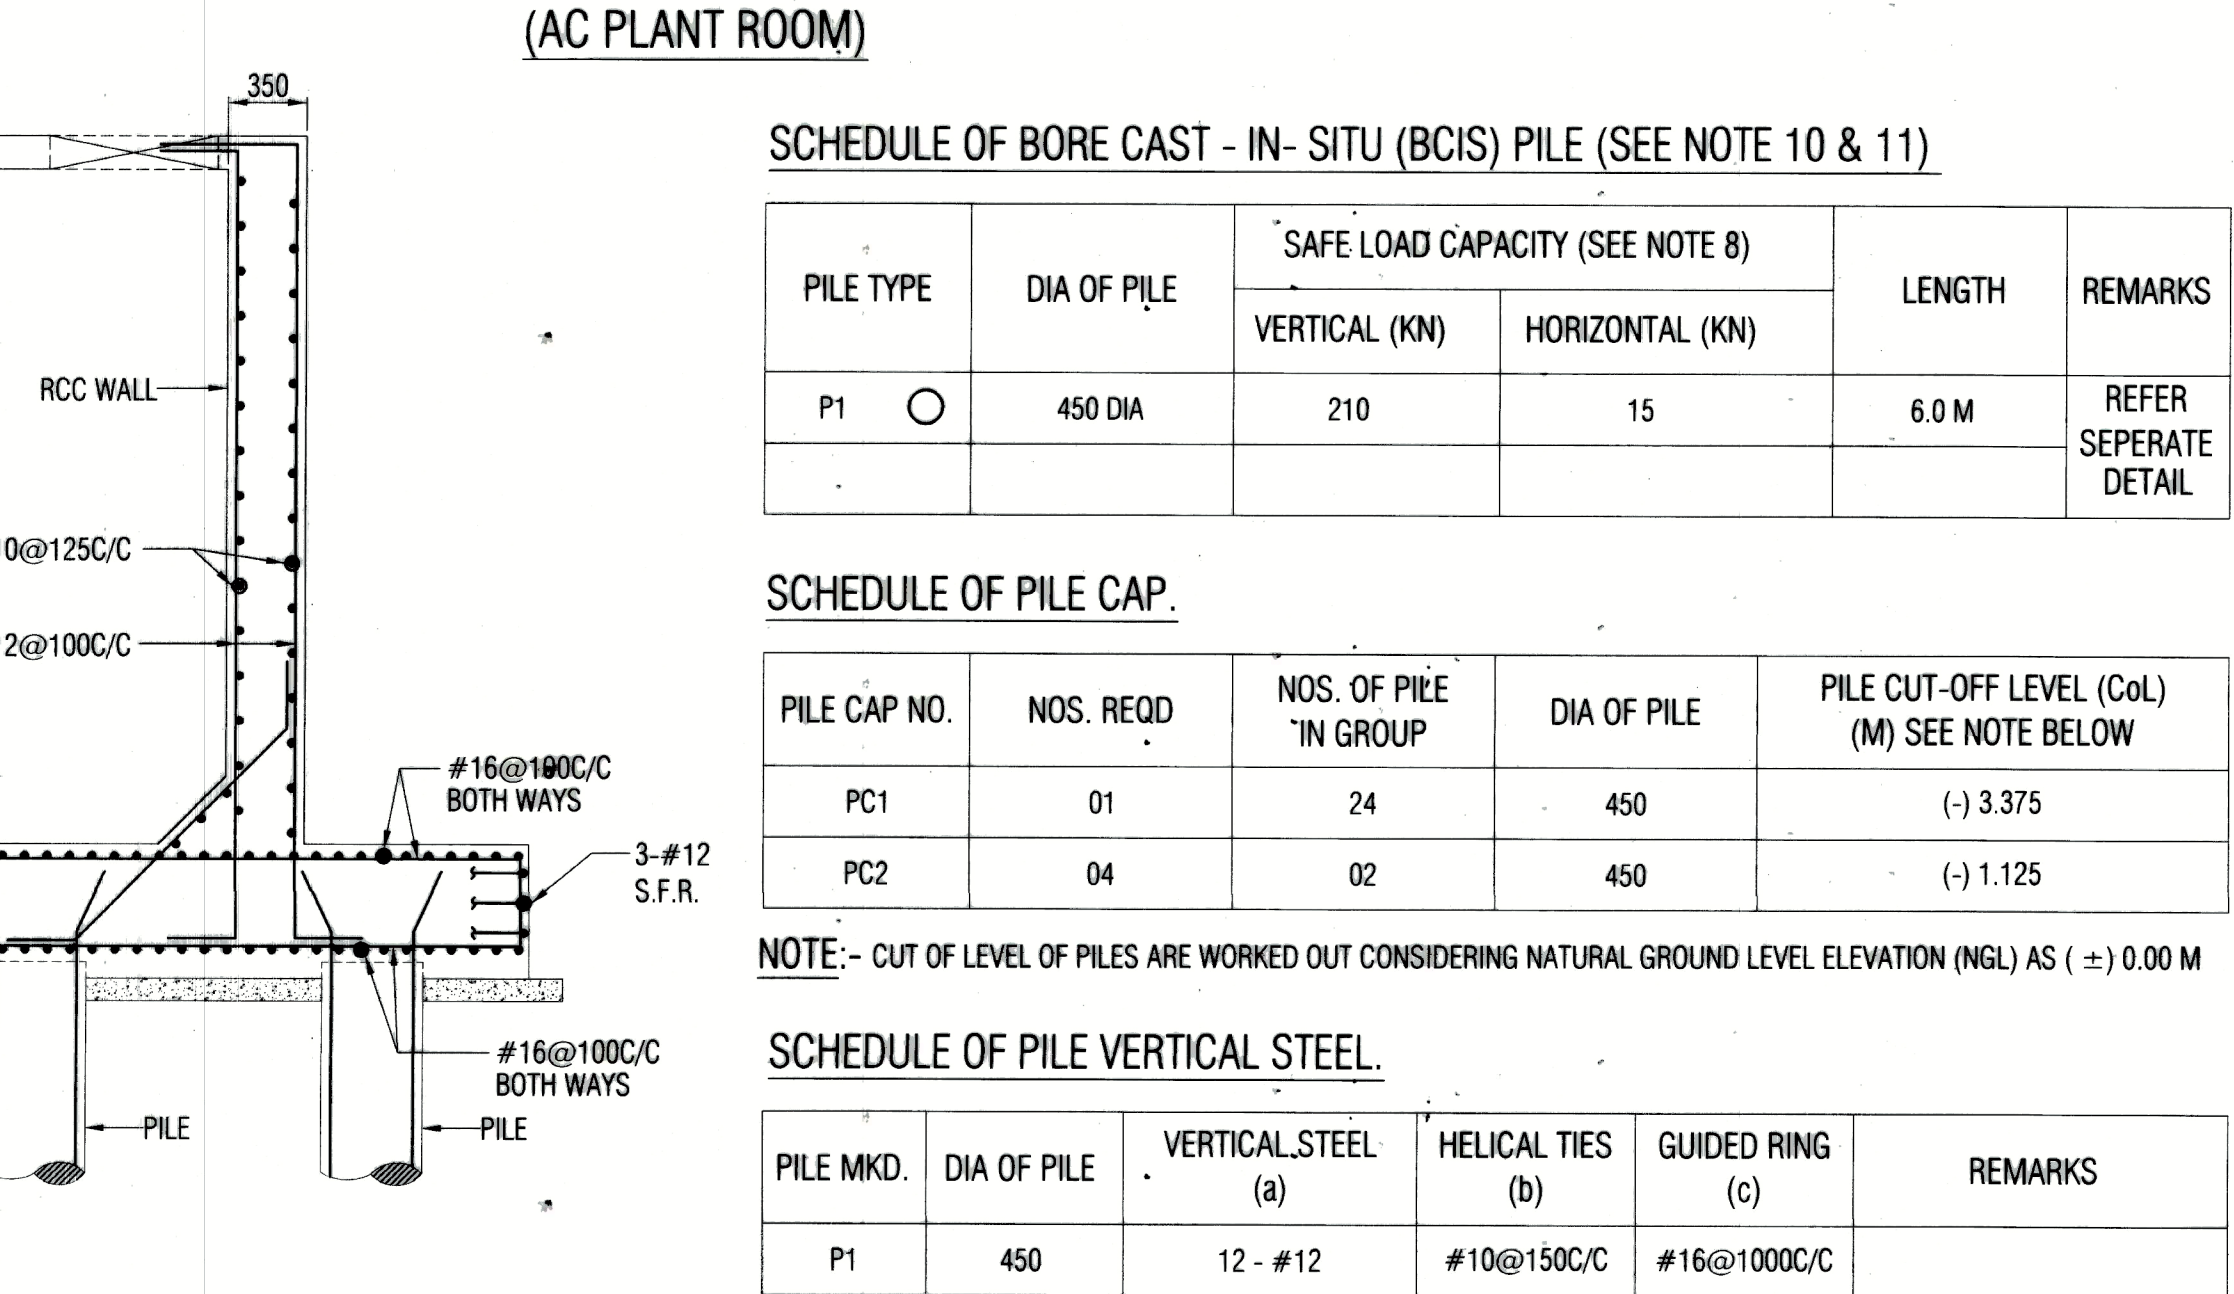 (AC PLANT ROOM)
350
RCC WALL
0@125C/C
2@100C/C
#16@100C/C
BOTH WAYS
3-#12
S.F.R.
#16@100C/C
BOTH WAYS
PILE
PILE
SCHEDULE OF BORE CAST - IN- SITU (BCIS) PILE (SEE NOTE 10 & 11)
PILE TYPE
DIA OF PILE
SAFE LOAD CAPACITY (SEE NOTE 8)
VERTICAL (KN)
HORIZONTAL (KN)
LENGTH
REMARKS
P1
450 DIA
210
15
6.0 M
REFER
SEPERATE
DETAIL
SCHEDULE OF PILE CAP.
PILE CAP NO.
NOS. REQD
NOS. OF PILE
IN GROUP
DIA OF PILE
PILE CUT-OFF LEVEL (CoL)
(M) SEE NOTE BELOW
PC1
01
24
450
(-) 3.375
PC2
04
02
450
(-) 1.125
NOTE:- CUT OF LEVEL OF PILES ARE WORKED OUT CONSIDERING NATURAL GROUND LEVEL ELEVATION (NGL) AS ( ±) 0.00 M
SCHEDULE OF PILE VERTICAL STEEL.
PILE MKD.
DIA OF PILE
VERTICAL STEEL
(a)
HELICAL TIES
(b)
GUIDED RING
(c)
REMARKS
P1
450
12 - #12
#10@150C/C
#16@1000C/C